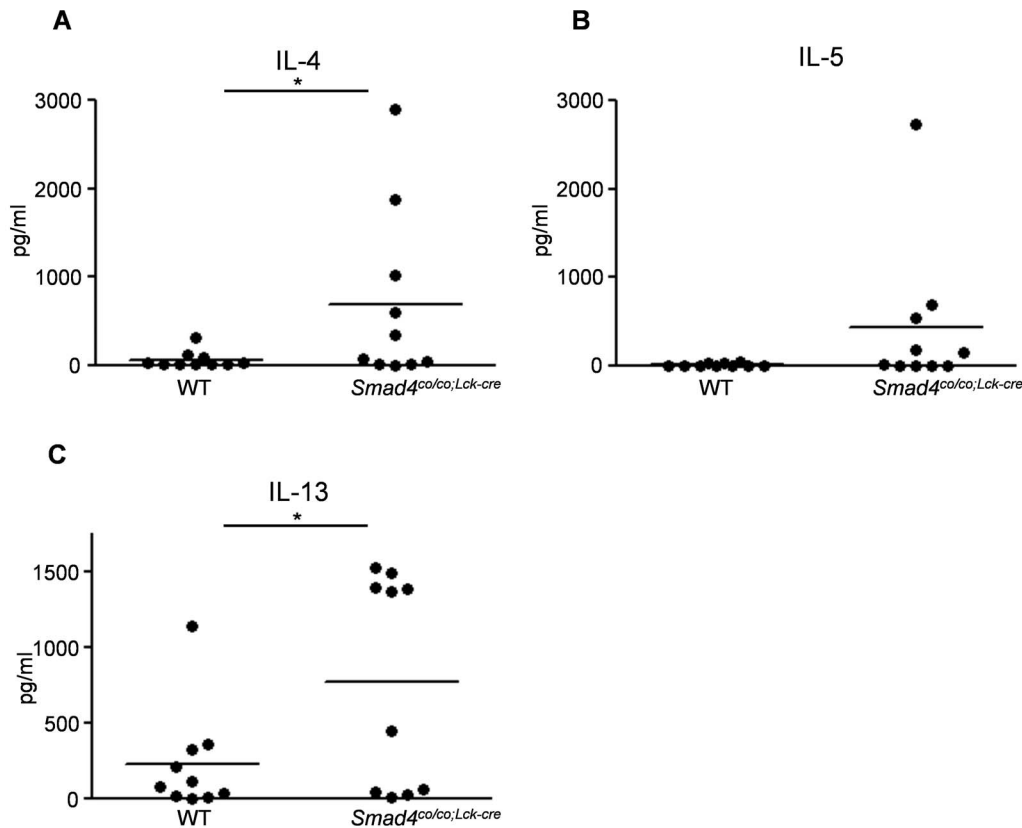 A
IL-4
*
3000
2000
1000
0
pg/ml
WT
Smad4co/co;Lck-cre
B
IL-5
3000
2000
1000
0
pg/ml
WT
Smad4co/co;Lck-cre
C
IL-13
*
1500
1000
500
0
pg/ml
WT
Smad4co/co;Lck-cre